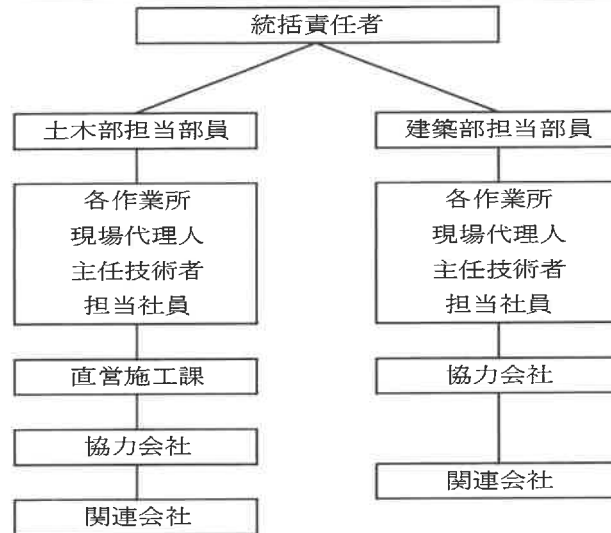 統括責任者
土木部担当部員
建築部担当部員
各作業所
現場代理人
主任技術者
担当社員
各作業所
現場代理人
主任技術者
担当社員
直営施工課
協力会社
協力会社
関連会社
関連会社